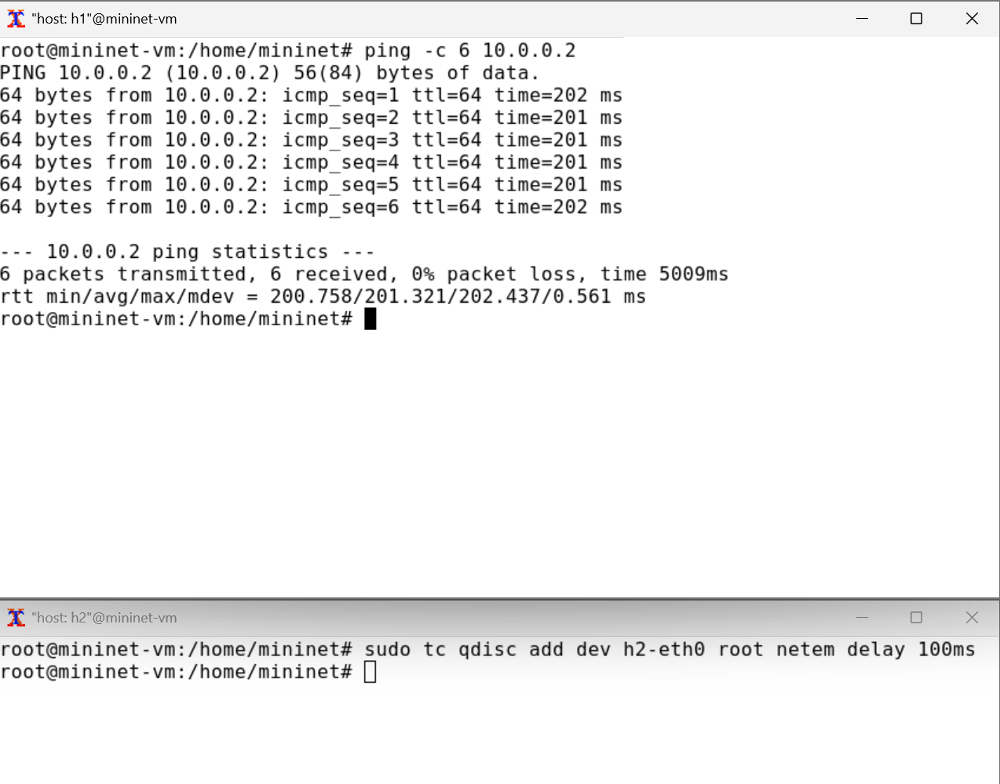 "host: h1"@mininet-vm
root@mininet-vm:/home/mininet# ping -c 6 10.0.0.2
PING 10.0.0.2 (10.0.0.2) 56(84) bytes of data.
64 bytes from 10.0.0.2: icmp_seq=1 ttl=64 time=202 ms
64 bytes from 10.0.0.2: icmp_seq=2 ttl=64 time=201 ms
64 bytes from 10.0.0.2: icmp_seq=3 ttl=64 time=201 ms
64 bytes from 10.0.0.2: icmp_seq=4 ttl=64 time=201 ms
64 bytes from 10.0.0.2: icmp_seq=5 ttl=64 time=201 ms
64 bytes from 10.0.0.2: icmp_seq=6 ttl=64 time=202 ms
--- 10.0.0.2 ping statistics ---
6 packets transmitted, 6 received, 0% packet loss, time 5009ms
rtt min/avg/max/mdev = 200.758/201.321/202.437/0.561 ms
root@mininet-vm:/home/mininet#
"host: h2"@mininet-vm
root@mininet-vm:/home/mininet# sudo tc qdisc add dev h2-eth0 root netem delay 100ms
root@mininet-vm:/home/mininet#